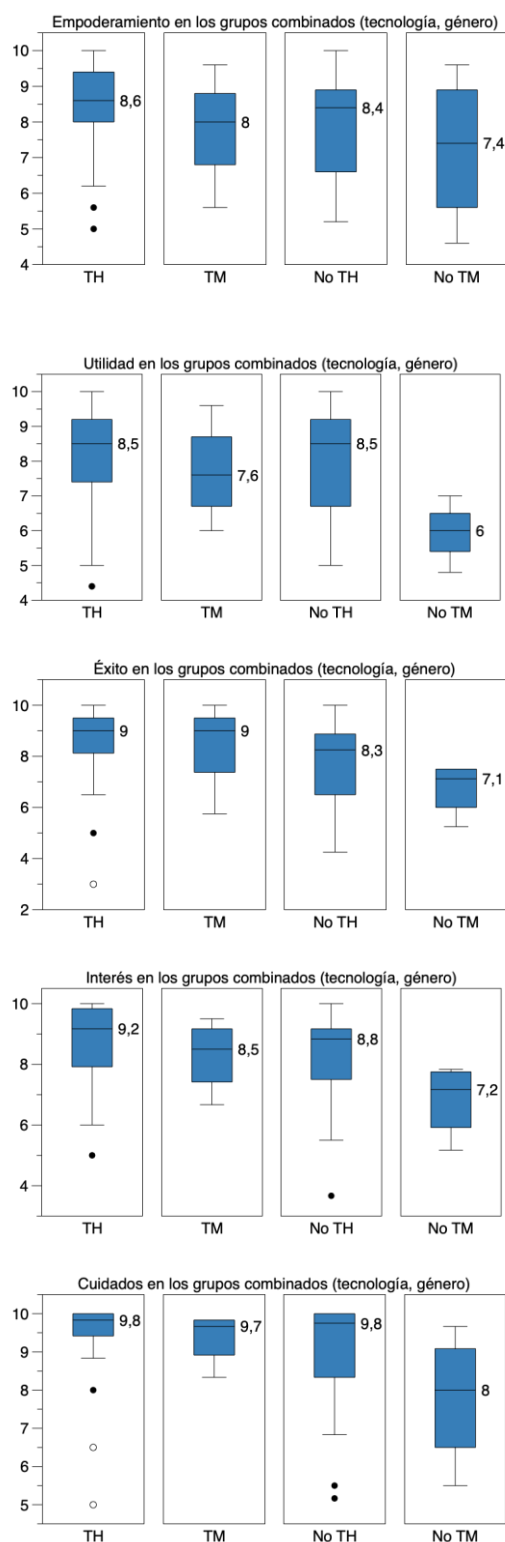 Empoderamiento en los grupos combinados (tecnología, género)
10
9
8
7
6
5
4
8,6
8
8,4
7,4
TH
TM
No TH
No TM
Utilidad en los grupos combinados (tecnología, género)
10
9
8
7
6
5
4
8,5
7,6
8,5
6
TH
TM
No TH
No TM
Éxito en los grupos combinados (tecnología, género)
10
8
6
4
2
9
9
8,3
7,1
TH
TM
No TH
No TM
Interés en los grupos combinados (tecnología, género)
10
8
6
4
9,2
8,5
8,8
7,2
TH
TM
No TH
No TM
Cuidados en los grupos combinados (tecnología, género)
10
9
8
7
6
5
9,8
9,7
9,8
8
TH
TM
No TH
No TM